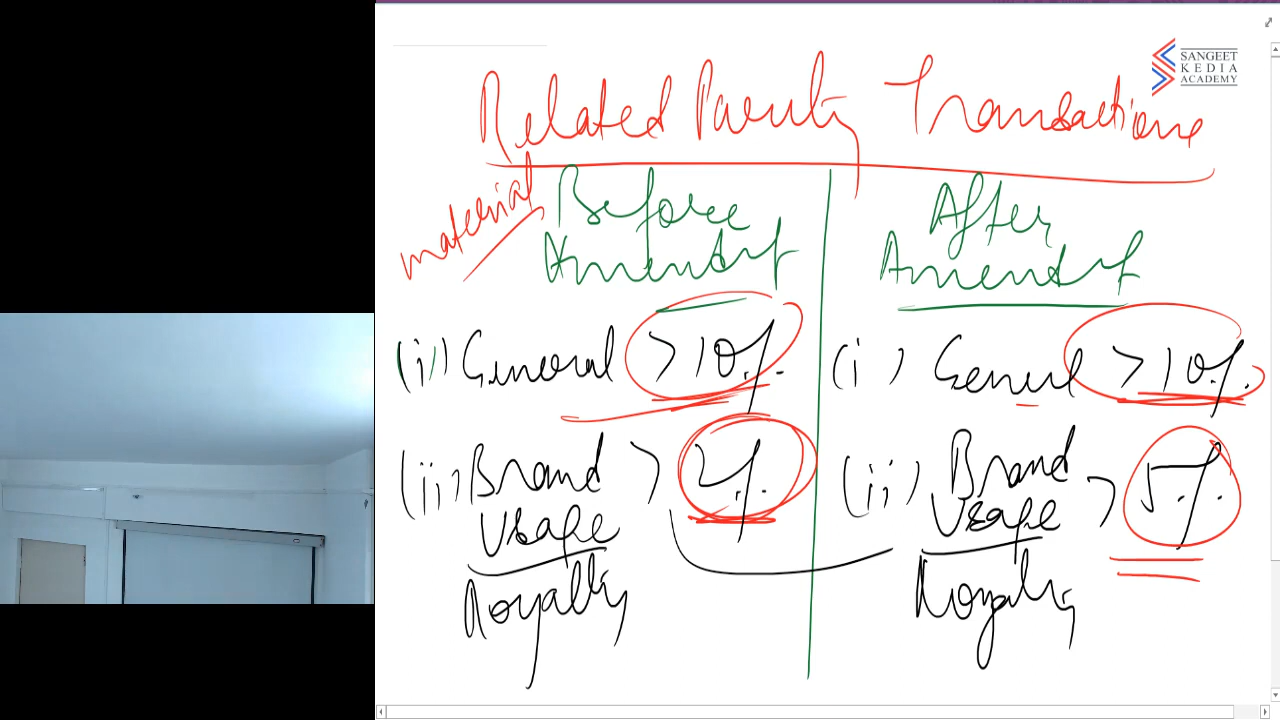 SANGEET
KEDIA
ACADEMY
Related Party Transactions
material
Before
Amendt
(i) General > 10%.
(ii) Brand > 2%.
Usage
Royalty
After
Amendt
(i) General > 10%.
(ii) Brand > 5%.
Usage
Royalty